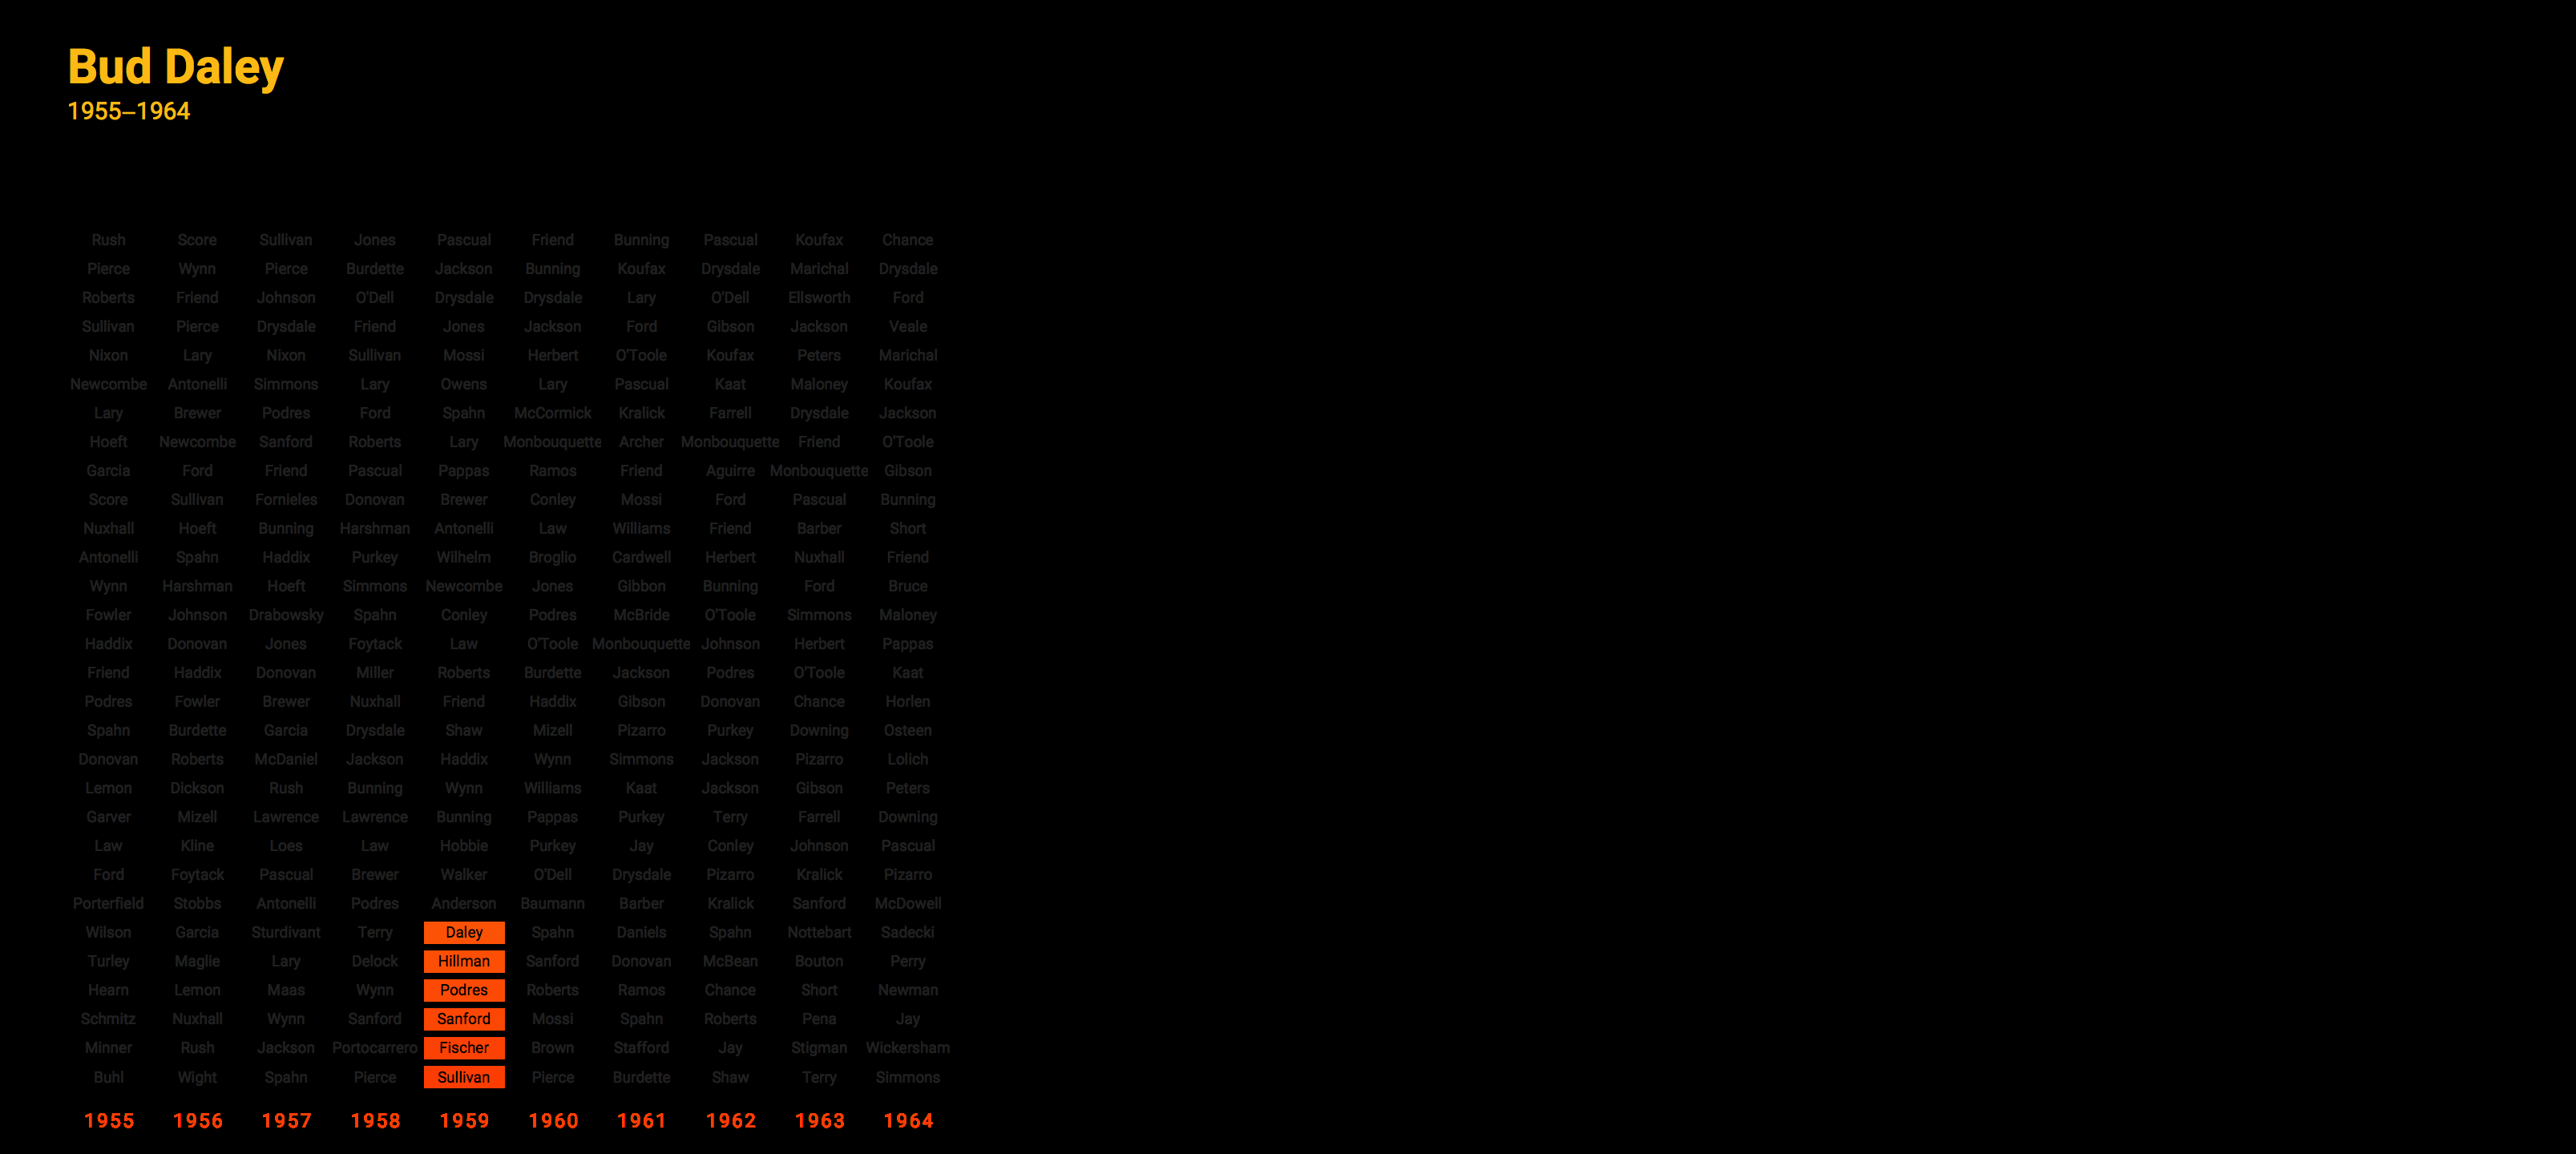 Bud Daley
1955–1964
Rush Score Sullivan Jones Pascual Friend Bunning Pascual Koufax Chance
Pierce Wynn Pierce Burdette Jackson Bunning Koufax Drysdale Marichal Drysdale
Roberts Friend Johnson O'Dell Drysdale Drysdale Lary O'Dell Ellsworth Ford
Sullivan Pierce Drysdale Friend Jones Jackson Ford Gibson Jackson Veale
Nixon Lary Nixon Sullivan Mossi Herbert O'Toole Koufax Peters Marichal
Newcombe Antonelli Simmons Lary Owens Lary Pascual Kaat Maloney Koufax
Lary Brewer Podres Ford Spahn McCormick Kralick Farrell Drysdale Jackson
Hoeft Newcombe Sanford Roberts Lary Monbouquette Archer Monbouquette Friend O'Toole
Garcia Ford Friend Pascual Pappas Ramos Friend Aguirre Monbouquette Gibson
Score Sullivan Fornieles Donovan Brewer Conley Mossi Ford Pascual Bunning
Nuxhall Hoeft Bunning Harshman Antonelli Law Williams Friend Barber Short
Antonelli Spahn Haddix Purkey Wilhelm Broglio Cardwell Herbert Nuxhall Friend
Wynn Harshman Hoeft Simmons Newcombe Jones Gibbon Bunning Ford Bruce
Fowler Johnson Drabowsky Spahn Conley Podres McBride O'Toole Simmons Maloney
Haddix Donovan Jones Foytack Law O'Toole Monbouquette Johnson Herbert Pappas
Friend Haddix Donovan Miller Roberts Burdette Jackson Podres O'Toole Kaat
Podres Fowler Brewer Nuxhall Friend Haddix Gibson Donovan Chance Horlen
Spahn Burdette Garcia Drysdale Shaw Mizell Pizarro Purkey Downing Osteen
Donovan Roberts McDaniel Jackson Haddix Wynn Simmons Jackson Pizarro Lolich
Lemon Dickson Rush Bunning Wynn Williams Kaat Jackson Gibson Peters
Garver Mizell Lawrence Lawrence Bunning Pappas Purkey Terry Farrell Downing
Law Kline Loes Law Hobbie Purkey Jay Conley Johnson Pascual
Ford Foytack Pascual Brewer Walker O'Dell Drysdale Pizarro Kralick Pizarro
Porterfield Stobbs Antonelli Podres Anderson Baumann Barber Kralick Sanford McDowell
Wilson Garcia Sturdivant Terry Daley Spahn Daniels Spahn Nottebart Sadecki
Turley Maglie Lary Delock Hillman Sanford Donovan McBean Bouton Perry
Hearn Lemon Maas Wynn Podres Roberts Ramos Chance Short Newman
Schmitz Nuxhall Wynn Sanford Sanford Mossi Spahn Roberts Pena Jay
Minner Rush Jackson Portocarrero Fischer Brown Stafford Jay Stigman Wickersham
Buhl Wight Spahn Pierce Sullivan Pierce Burdette Shaw Terry Simmons
1955 1956 1957 1958 1959 1960 1961 1962 1963 1964